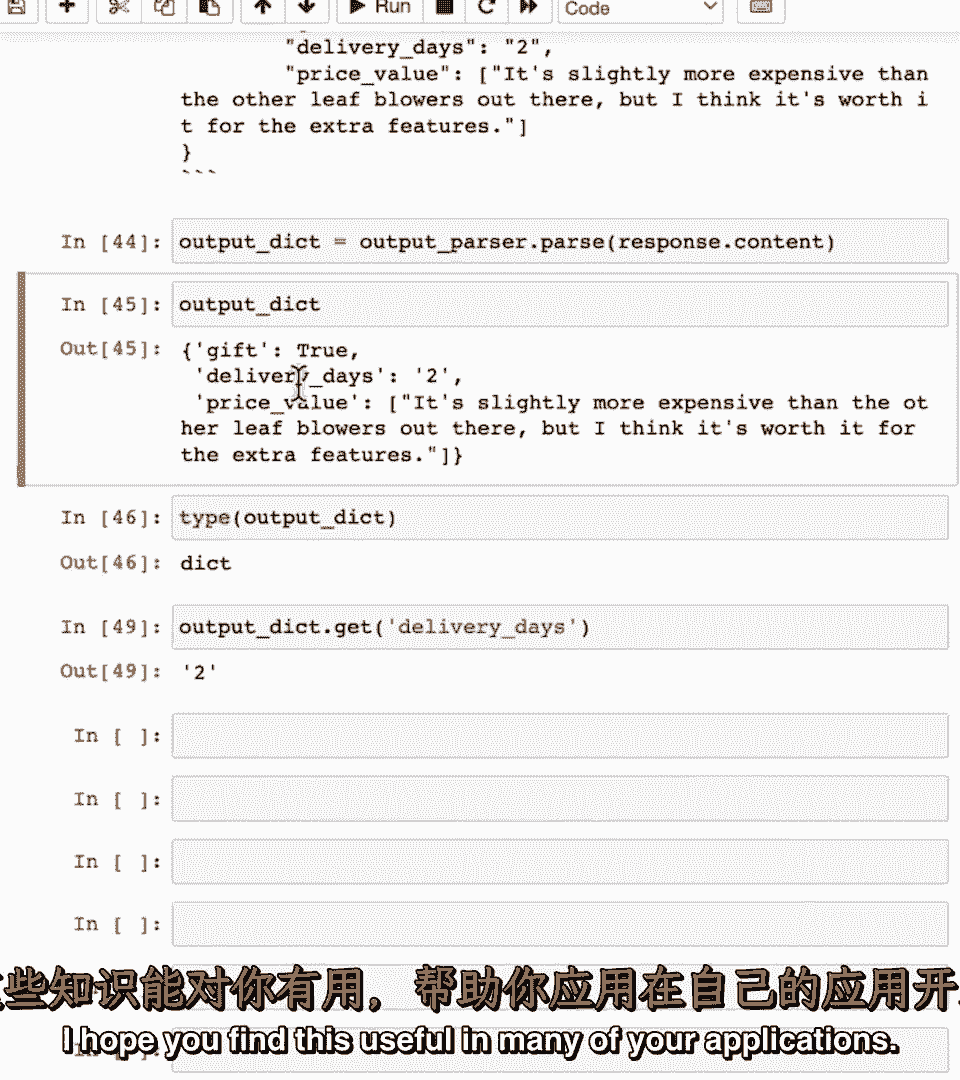 Run
Code
"delivery_days": "2",
"price_value": ["It's slightly more expensive than
the other leaf blowers out there, but I think it's worth i
t for the extra features."]
}
```
In [44]: output_dict = output_parser.parse(response.content)
In [45]: output_dict
Out[45]: {'gift': True,
'delivery_days': '2',
'price_value': ["It's slightly more expensive than the ot
her leaf blowers out there, but I think it's worth it for
the extra features."]}
In [46]: type(output_dict)
Out[46]: dict
In [49]: output_dict.get('delivery_days')
Out[49]: '2'
In [ ]:
In [ ]:
In [ ]:
In [ ]:
些知识能对你有用，帮助你应用在自己的应用开
I hope you find this useful in many of your applications.